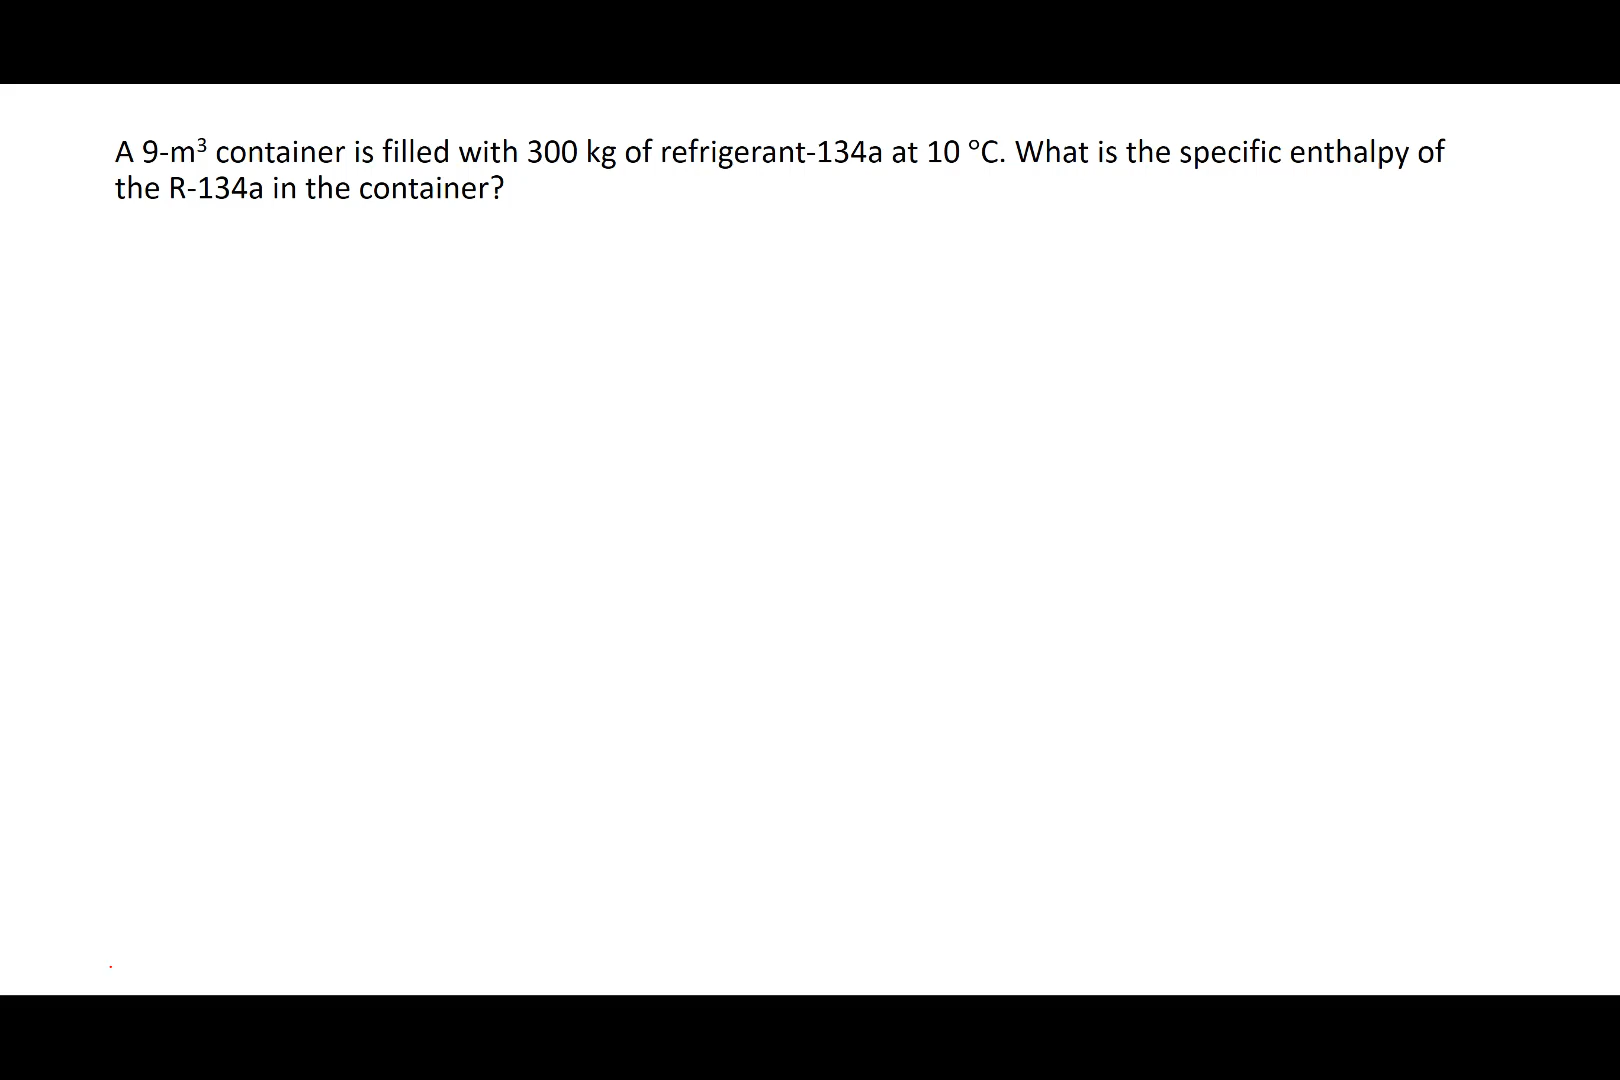 A 9-m³ container is filled with 300 kg of refrigerant-134a at 10 °C. What is the specific enthalpy of
the R-134a in the container?